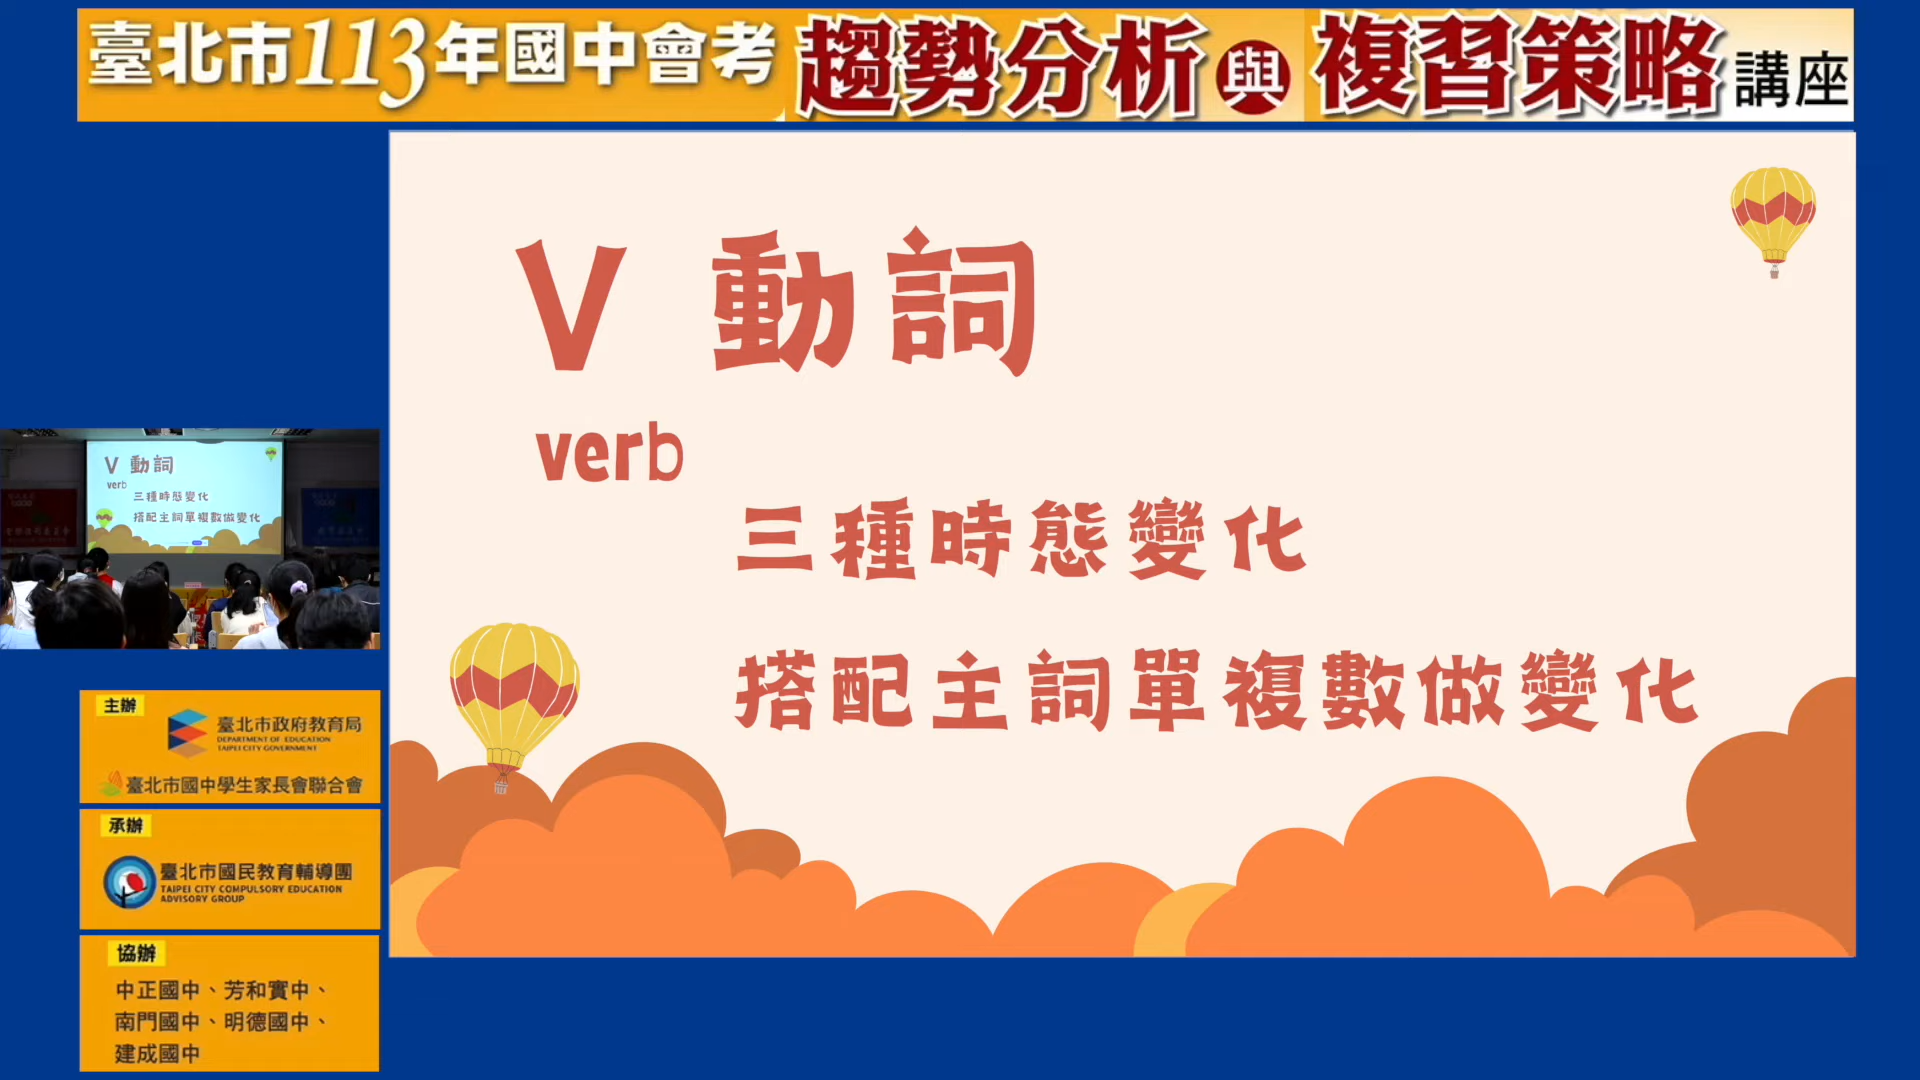 臺北市113年國中會考 趨勢分析與複習策略講座
V 動詞
verb
三種時態變化
搭配主詞單複數做變化
V 動詞
verb
三種時態變化
搭配主詞單複數做變化
主辦
臺北市政府教育局
DEPARTMENT OF EDUCATION
TAIPEI CITY GOVERNMENT
臺北市國中學生家長會聯合會
承辦
臺北市國民教育輔導團
TAIPEI CITY COMPULSORY EDUCATION
ADVISORY GROUP
協辦
中正國中、芳和實中、
南門國中、明德國中、
建成國中